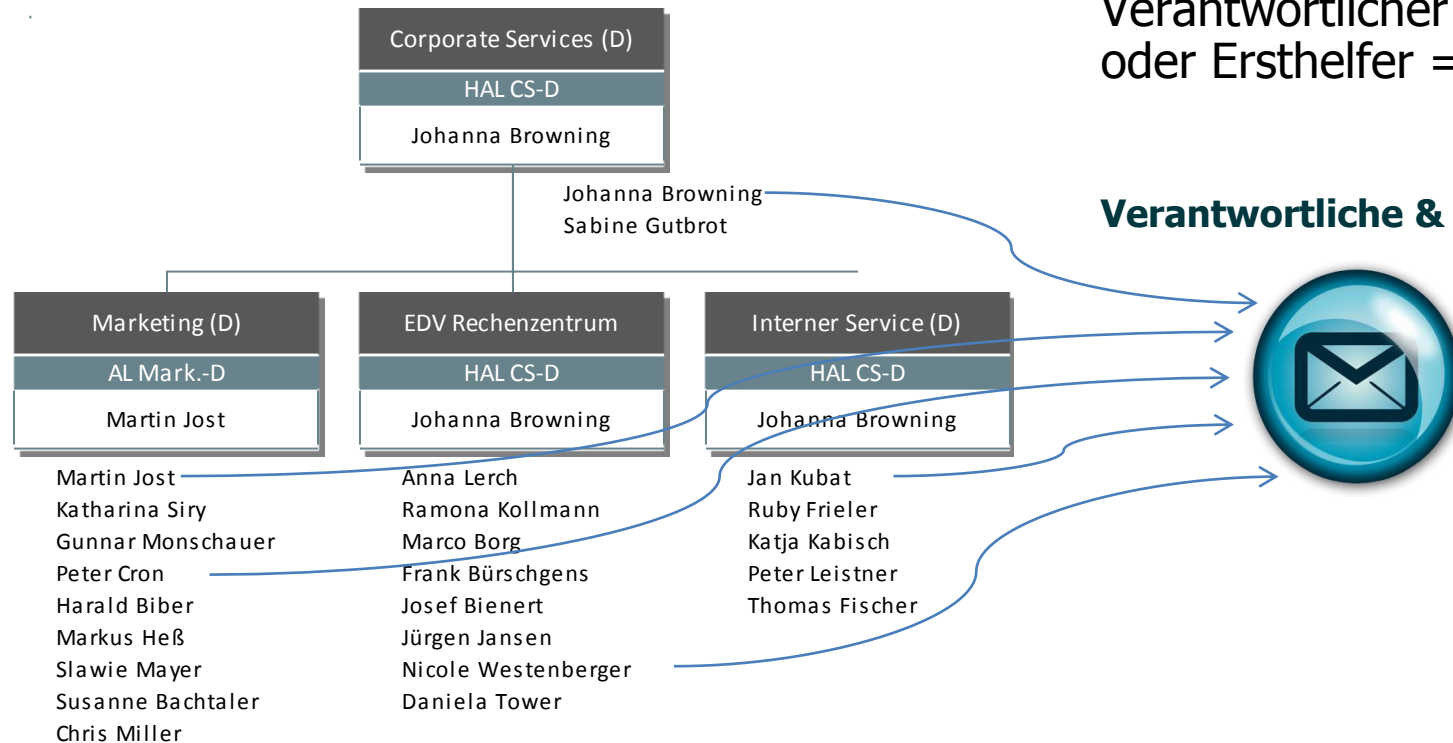 Verantwortlicher
oder Ersthelfer =
Corporate Services (D)
HAL CS-D
Johanna Browning
Johanna Browning
Sabine Gutbrot
Verantwortliche &
Marketing (D)
AL Mark.-D
Martin Jost
Martin Jost
Katharina Siry
Gunnar Monschauer
Peter Cron
Harald Biber
Markus Heß
Slawie Mayer
Susanne Bachtaler
Chris Miller
EDV Rechenzentrum
HAL CS-D
Johanna Browning
Anna Lerch
Ramona Kollmann
Marco Borg
Frank Bürschgens
Josef Bienert
Jürgen Jansen
Nicole Westenberger
Daniela Tower
Interner Service (D)
HAL CS-D
Johanna Browning
Jan Kubat
Ruby Frieler
Katja Kabisch
Peter Leistner
Thomas Fischer